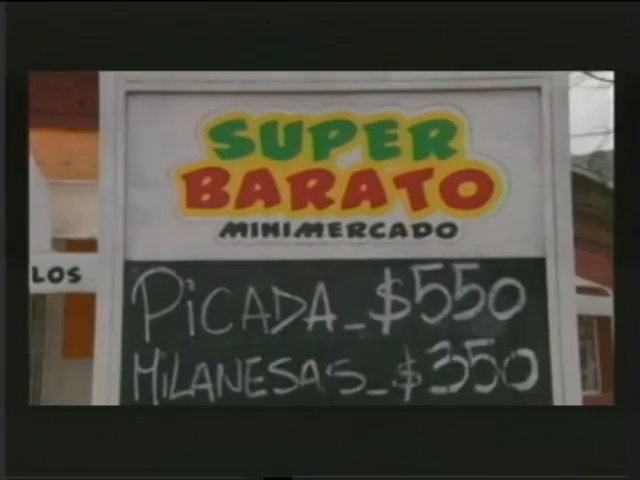 SUPER
BARATO
MINIMERCADO
LOS
PiCADA_$550
MiLANESAS_$350